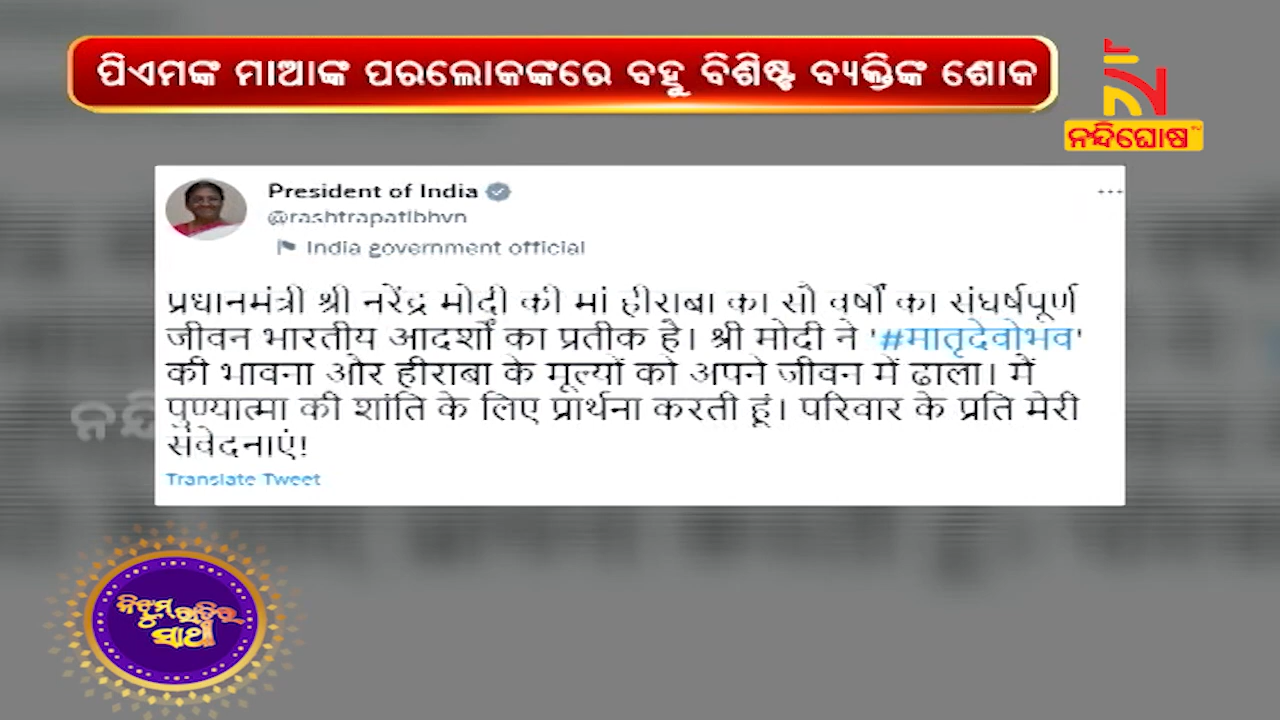 ପିଏମଙ୍କ ମାଆଙ୍କ ପରଲୋକଙ୍କରେ ବହୁ ବିଶିଷ୍ଟ ବ୍ୟକ୍ତିଙ୍କ ଶୋକ
ନନ୍ଦିଘୋଷ
President of India
@rashtrapatibhvn
India government official
प्रधानमंत्री श्री नरेंद्र मोदी की मां हीराबा का सौ वर्षों का संघर्षपूर्ण
जीवन भारतीय आदर्शों का प्रतीक है। श्री मोदी ने '#मातृदेवोभव'
की भावना और हीराबा के मूल्यों को अपने जीवन में ढाला। मैं
पुण्यात्मा की शांति के लिए प्रार्थना करती हूं। परिवार के प्रति मेरी
संवेदनाएं!
Translate Tweet
ନିଝୁମ୍ ରାତିର
ସାଥୀ